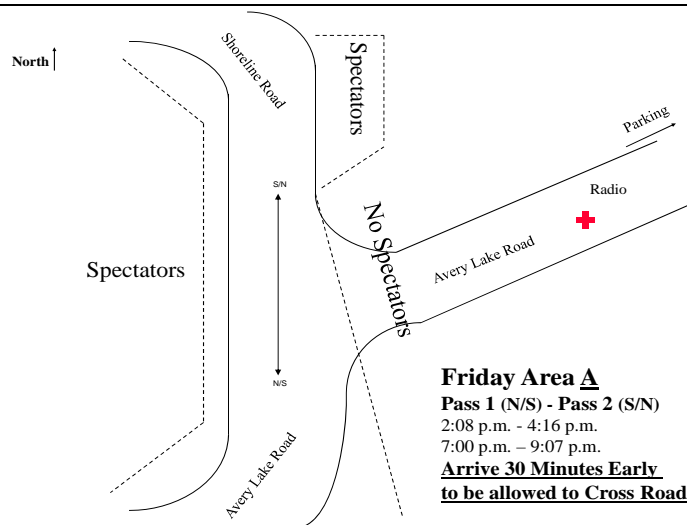 North
Shoreline Road
Spectators
Parking
S/N
Radio
No Spectators
Avery Lake Road
Spectators
N/S
Avery Lake Road
Friday Area A
Pass 1 (N/S) - Pass 2 (S/N)
2:08 p.m. - 4:16 p.m.
7:00 p.m. – 9:07 p.m.
Arrive 30 Minutes Early
to be allowed to Cross Road